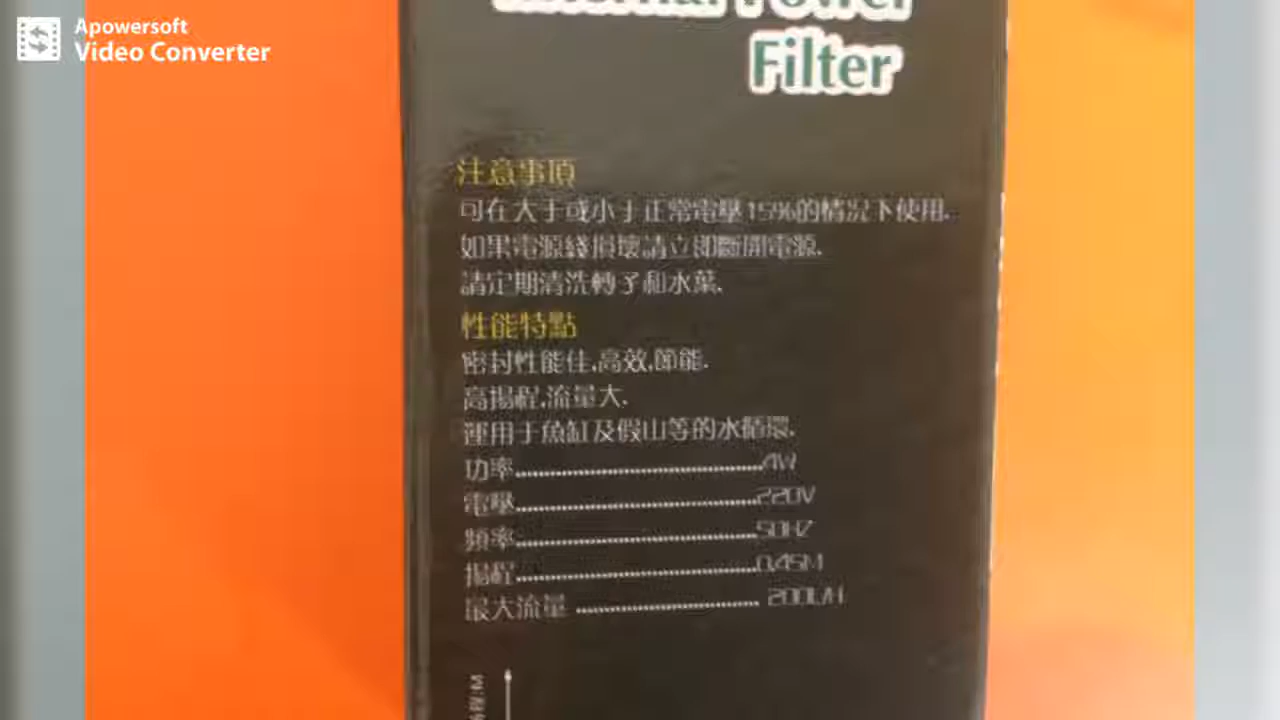 Apowersoft
Video Converter
Internal Power
Filter
注意事項
可在大于或小于正常電壓15%的情况下使用.
如果電源綫損壞請立即斷開電源.
請定期清洗轉子和水葉.
性能特點
密封性能佳,高效,節能.
高揚程,流量大.
運用于魚缸及假山等的水循環.
功率................................4W
電壓................................220V
頻率................................50HZ
揚程................................0.45M
最大流量 ........................ 200L/H